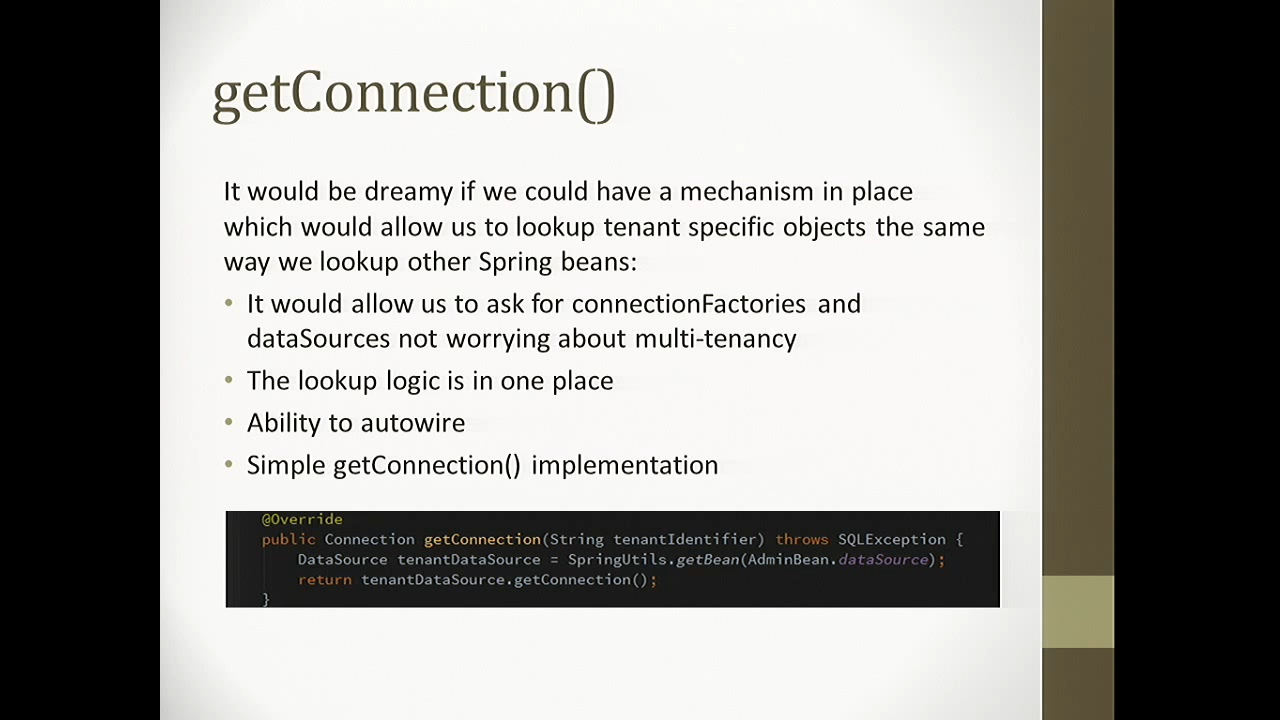 getConnection()
It would be dreamy if we could have a mechanism in place
which would allow us to lookup tenant specific objects the same
way we lookup other Spring beans:
• It would allow us to ask for connectionFactories and
dataSources not worrying about multi-tenancy
• The lookup logic is in one place
• Ability to autowire
• Simple getConnection() implementation
@Override
public Connection getConnection(String tenantIdentifier) throws SQLException {
DataSource tenantDataSource = SpringUtils.getBean(AdminBean.dataSource);
return tenantDataSource.getConnection();
}